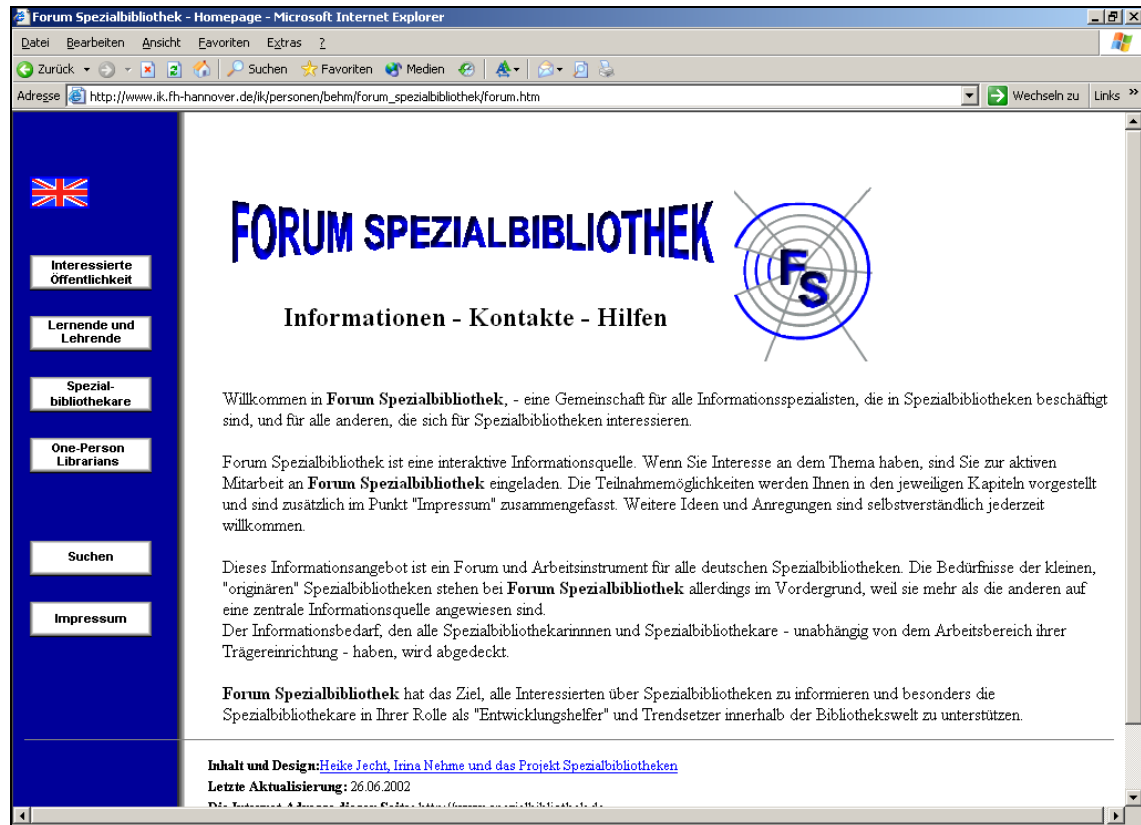 Forum Spezialbibliothek - Homepage - Microsoft Internet Explorer
Datei Bearbeiten Ansicht Favoriten Extras ?
Zurück Suchen Favoriten Medien
Adresse http://www.ik.fh-hannover.de/ik/personen/behm/forum_spezialbibliothek/forum.htm Wechseln zu Links »
Interessierte
Öffentlichkeit
Lernende und
Lehrende
Spezial-
bibliothekare
One-Person
Librarians
Suchen
Impressum
FORUM SPEZIALBIBLIOTHEK
FS
Informationen - Kontakte - Hilfen
Willkommen in Forum Spezialbibliothek, - eine Gemeinschaft für alle Informationsspezialisten, die in Spezialbibliotheken beschäftigt
sind, und für alle anderen, die sich für Spezialbibliotheken interessieren.
Forum Spezialbibliothek ist eine interaktive Informationsquelle. Wenn Sie Interesse an dem Thema haben, sind Sie zur aktiven
Mitarbeit an Forum Spezialbibliothek eingeladen. Die Teilnahmemöglichkeiten werden Ihnen in den jeweiligen Kapiteln vorgestellt
und sind zusätzlich im Punkt "Impressum" zusammengefasst. Weitere Ideen und Anregungen sind selbstverständlich jederzeit
willkommen.
Dieses Informationsangebot ist ein Forum und Arbeitsinstrument für alle deutschen Spezialbibliotheken. Die Bedürfnisse der kleinen,
"originären" Spezialbibliotheken stehen bei Forum Spezialbibliothek allerdings im Vordergrund, weil sie mehr als die anderen auf
eine zentrale Informationsquelle angewiesen sind.
Der Informationsbedarf, den alle Spezialbibliothekarinnnen und Spezialbibliothekare - unabhängig von dem Arbeitsbereich ihrer
Trägereinrichtung - haben, wird abgedeckt.
Forum Spezialbibliothek hat das Ziel, alle Interessierten über Spezialbibliotheken zu informieren und besonders die
Spezialbibliothekare in Ihrer Rolle als "Entwicklungshelfer" und Trendsetzer innerhalb der Bibliothekswelt zu unterstützen.
Inhalt und Design:Heike Jecht, Irina Nehme und das Projekt Spezialbibliotheken
Letzte Aktualisierung: 26.06.2002
Die Internet-Adresse dieser Seite: http://www.spezialbibliothek.de